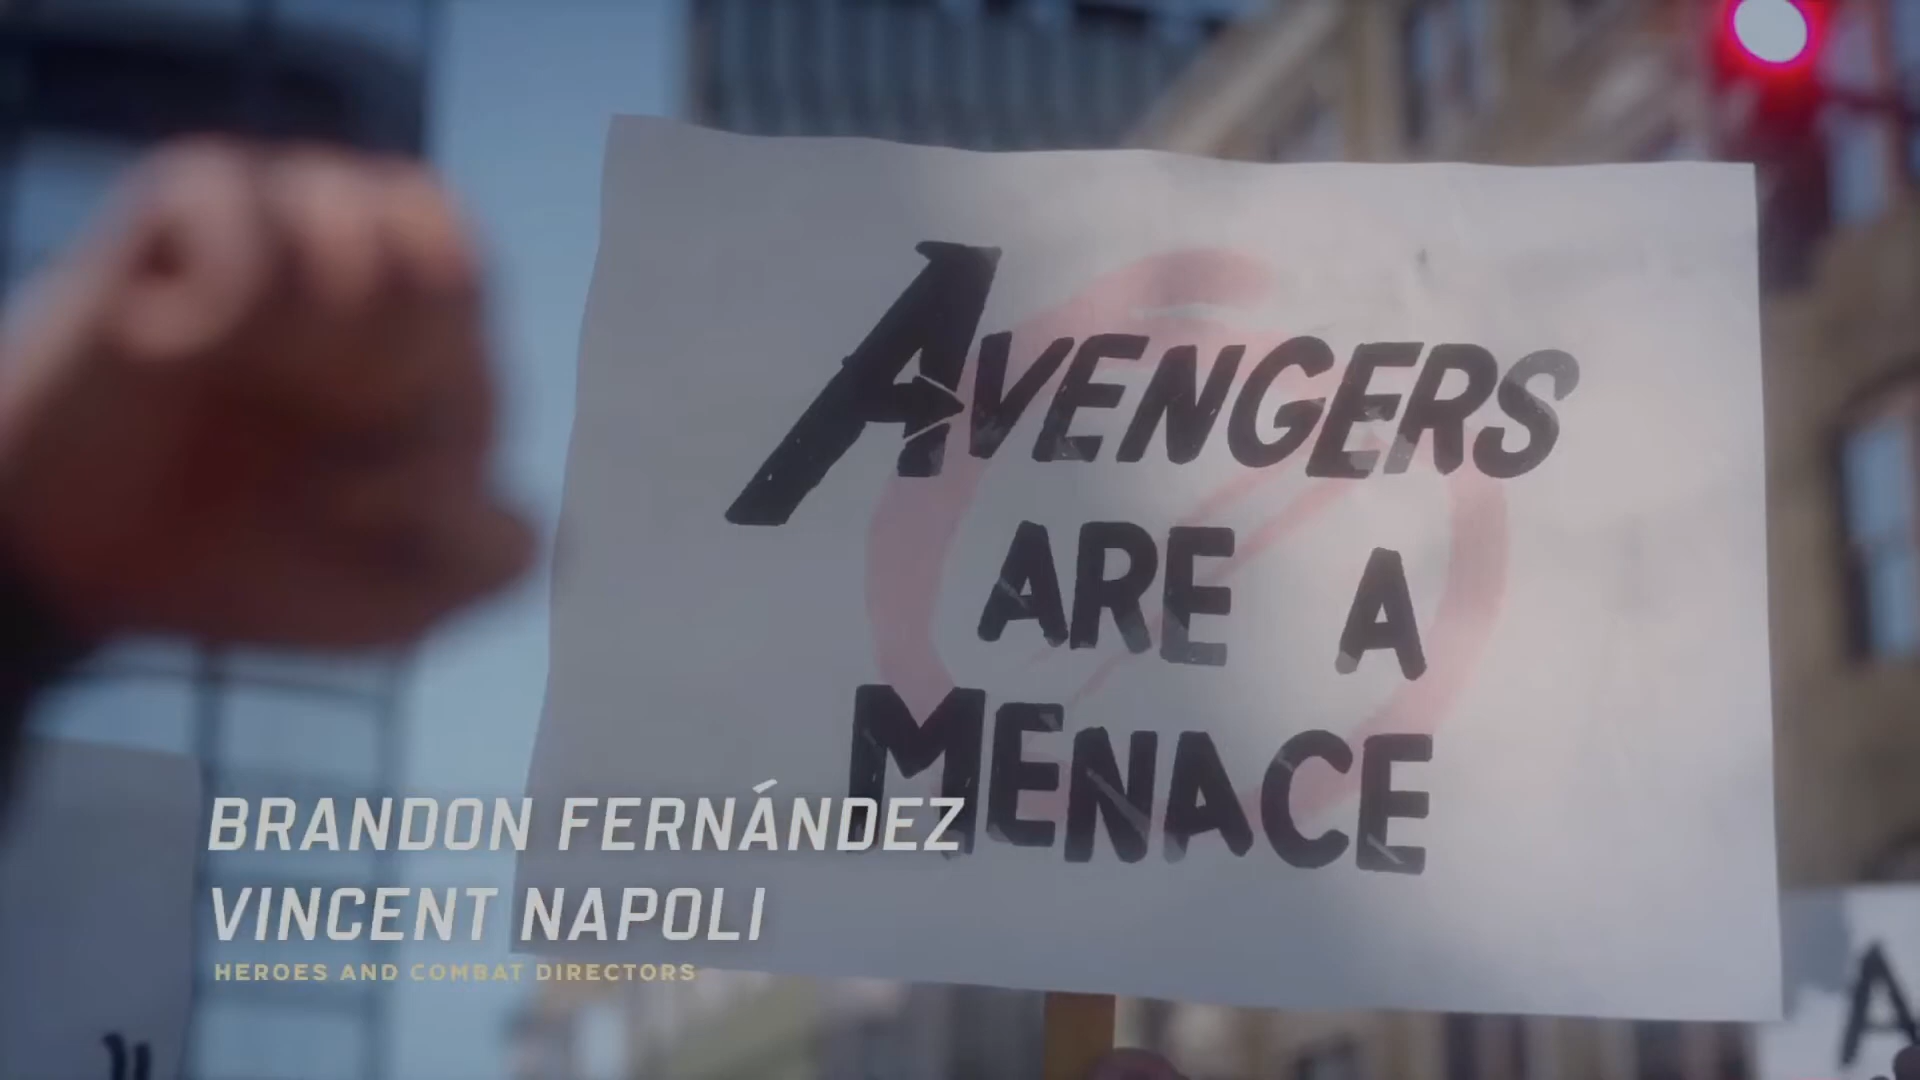 AVENGERS
ARE A
MENACE
BRANDON FERNÁNDEZ
VINCENT NAPOLI
HEROES AND COMBAT DIRECTORS
A